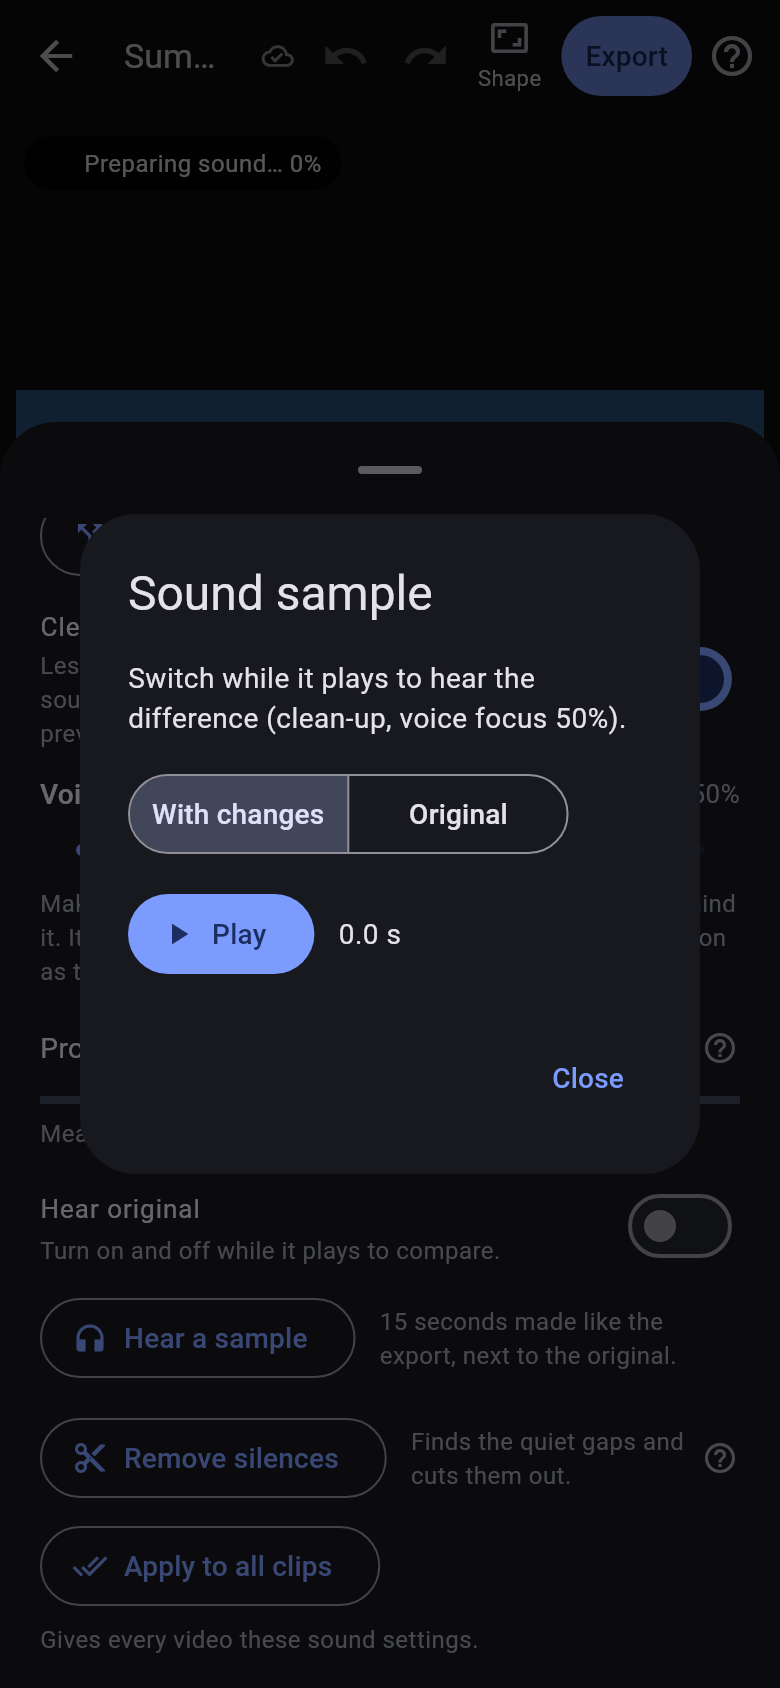 Sum...
Shape
Export
Preparing sound... 0%
Sound sample
Switch while it plays to hear the
difference (clean-up, voice focus 50%).
With changes
Original
Play
0.0 s
Close
Hear original
Turn on and off while it plays to compare.
Hear a sample
15 seconds made like the
export, next to the original.
Remove silences
Finds the quiet gaps and
cuts them out.
Apply to all clips
Gives every video these sound settings.